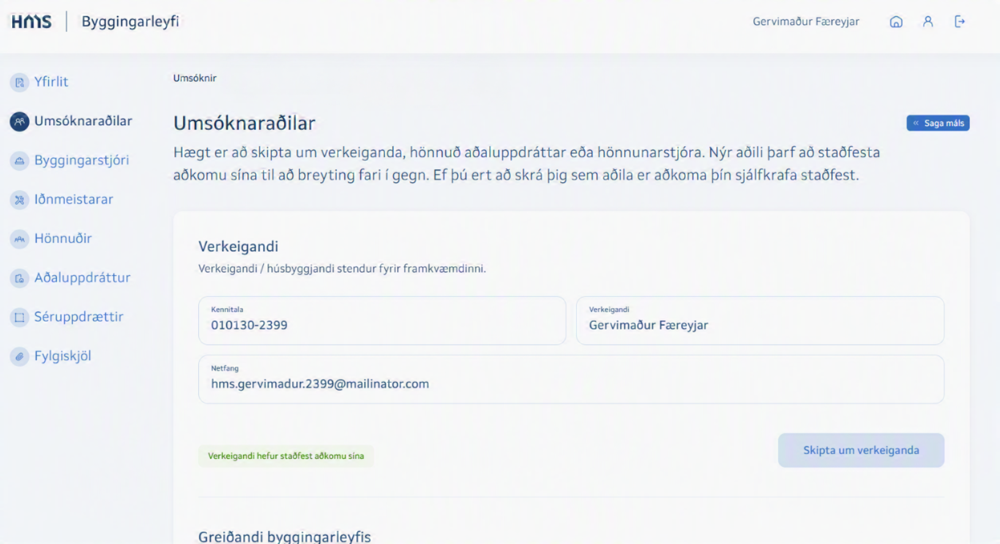 HMS
Byggingarleyfi
Gervimaður Færeyjar
Yfirlit
Umsóknaraðilar
Byggingarstjóri
Iðnmeistarar
Hönnuðir
Aðaluppdráttur
Séruppdrættir
Fylgiskjöl
Umsóknir
Umsóknaraðilar
« Saga máls
Hægt er að skipta um verkeiganda, hönnuð aðaluppdráttar eða hönnunarstjóra. Nýr aðili þarf að staðfesta
aðkomu sína til að breyting fari í gegn. Ef þú ert að skrá þig sem aðila er aðkoma þín sjálfkrafa staðfest.
Verkeigandi
Verkeigandi / húsbyggjandi stendur fyrir framkvæmdinni.
Kennitala
010130-2399
Verkeigandi
Gervimaður Færeyjar
Netfang
hms.gervimadur.2399@mailinator.com
Verkeigandi hefur staðfest aðkomu sína
Skipta um verkeiganda
Greiðandi byggingarleyfis